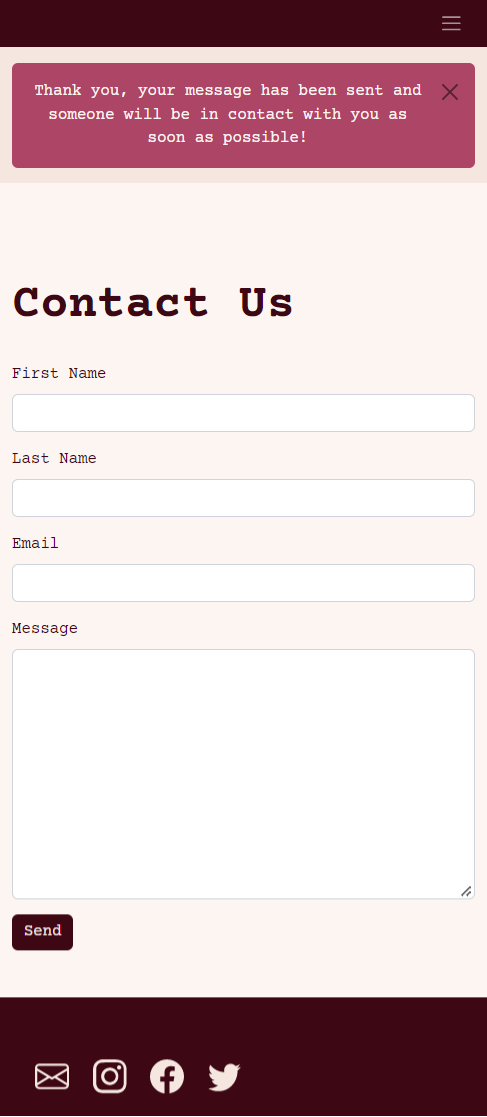 Thank you, your message has been sent and
someone will be in contact with you as
soon as possible!
Contact Us
First Name
Last Name
Email
Message
Send